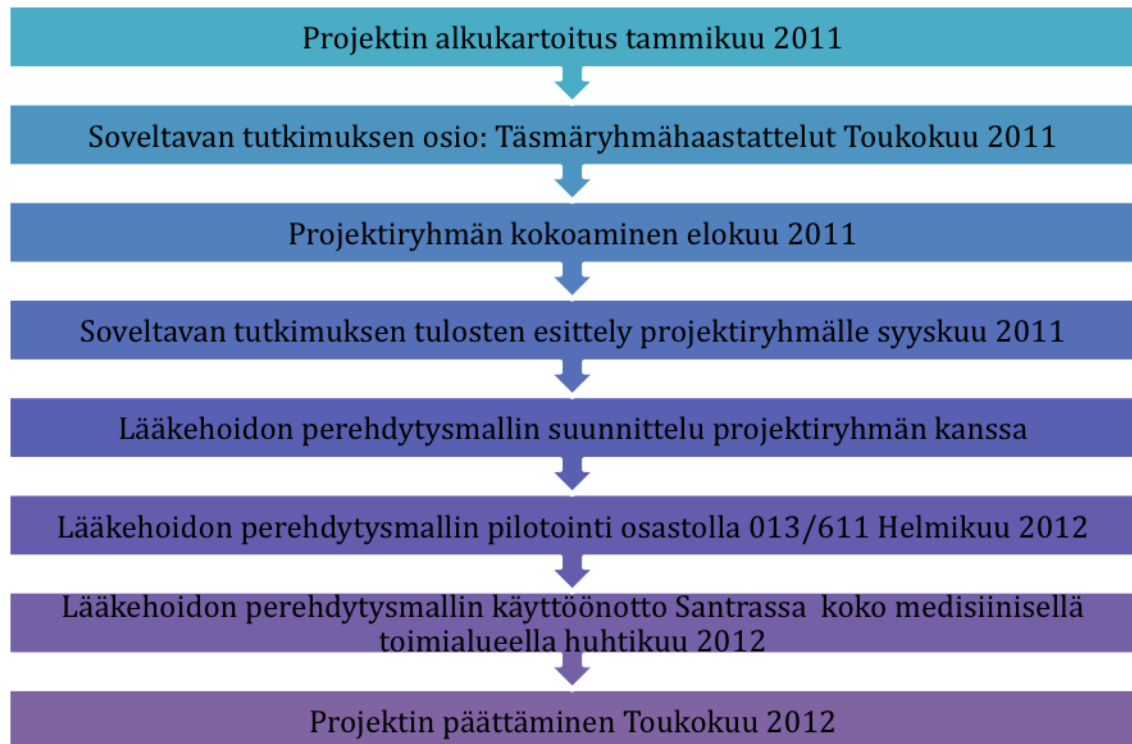 Projektin alkukartoitus tammikuu 2011
Soveltavan tutkimuksen osio: Täsmäryhmähaastattelut Toukokuu 2011
Projektiryhmän kokoaminen elokuu 2011
Soveltavan tutkimuksen tulosten esittely projektiryhmälle syyskuu 2011
Lääkehoidon perehdytysmallin suunnittelu projektiryhmän kanssa
Lääkehoidon perehdytysmallin pilotointi osastolla 013/611 Helmikuu 2012
Lääkehoidon perehdytysmallin käyttöönotto Santrassa koko medisiinisellä
toimialueella huhtikuu 2012
Projektin päättäminen Toukokuu 2012